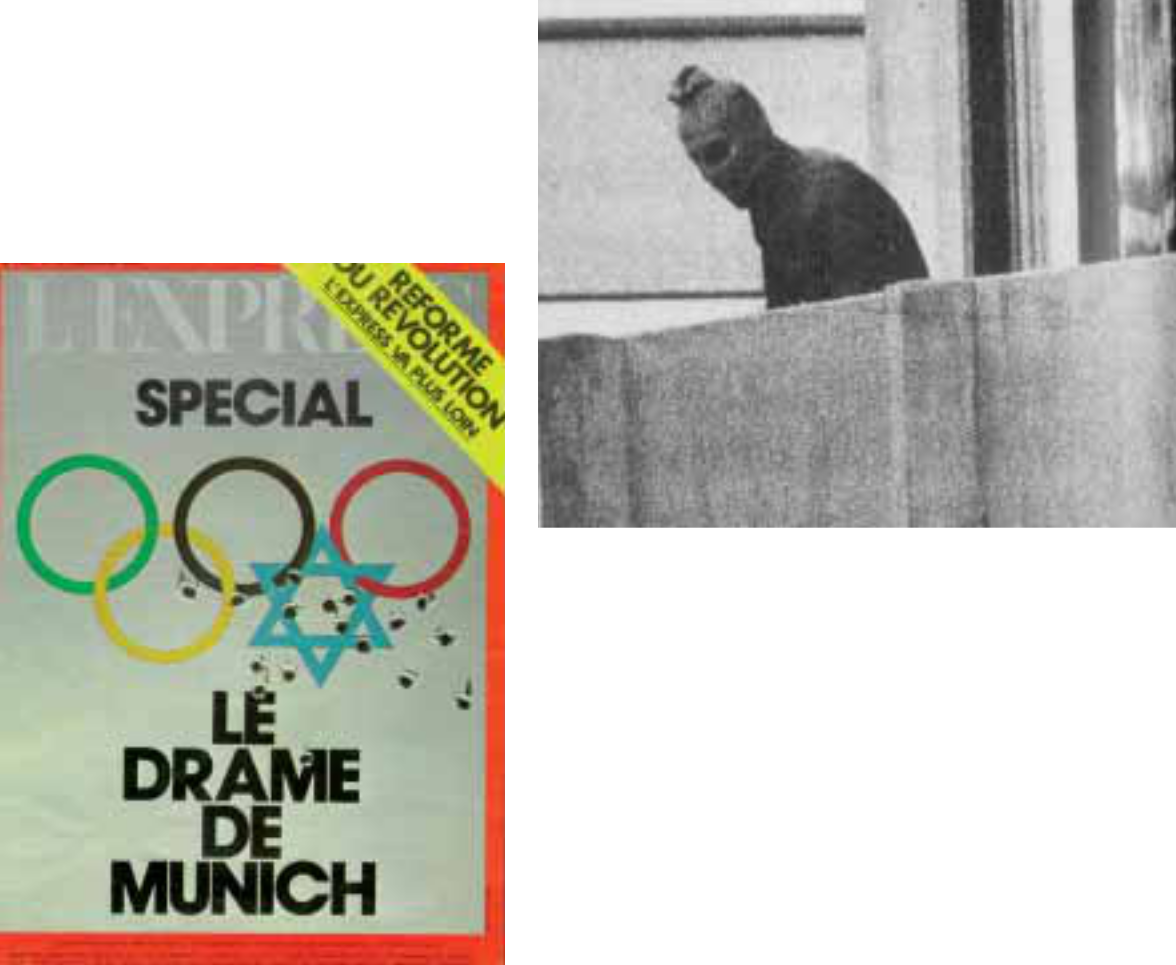 L'EXPRESS
REFORME
OU REVOLUTION
L'EXPRESS VA PLUS LOIN
SPECIAL
LE
DRAME
DE
MUNICH